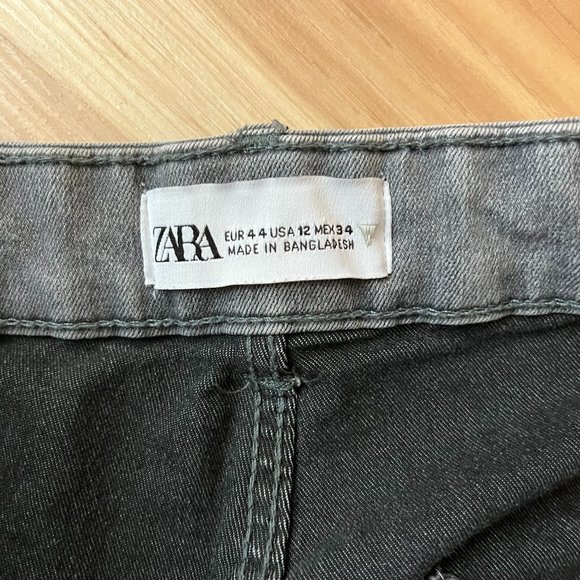 ZARA
EUR 44 USA 12 MEX 34
MADE IN BANGLADESH